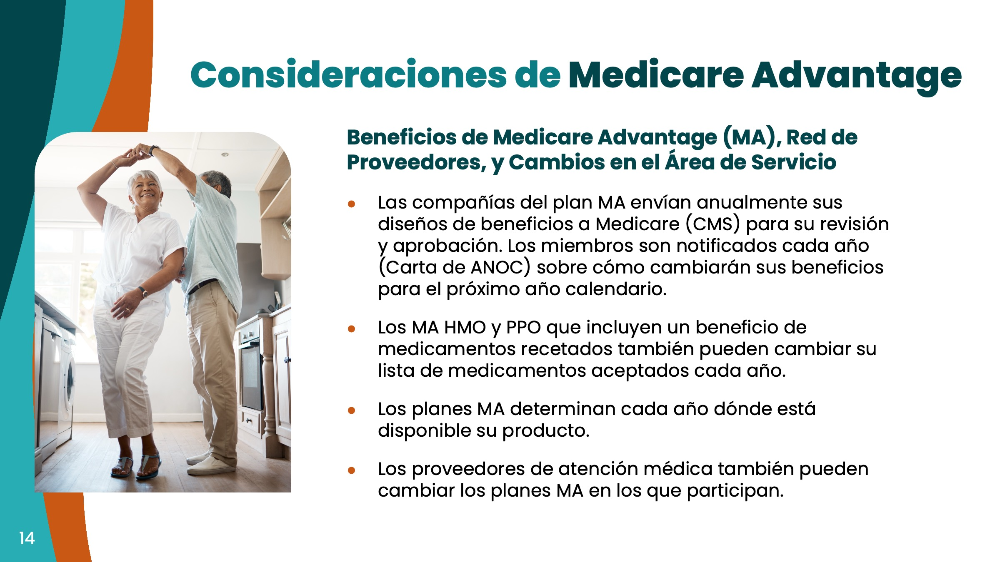 Consideraciones de Medicare Advantage
Beneficios de Medicare Advantage (MA), Red de
Proveedores, y Cambios en el Área de Servicio
• Las compañías del plan MA envían anualmente sus
diseños de beneficios a Medicare (CMS) para su revisión
y aprobación. Los miembros son notificados cada año
(Carta de ANOC) sobre cómo cambiarán sus beneficios
para el próximo año calendario.
• Los MA HMO y PPO que incluyen un beneficio de
medicamentos recetados también pueden cambiar su
lista de medicamentos aceptados cada año.
• Los planes MA determinan cada año dónde está
disponible su producto.
• Los proveedores de atención médica también pueden
cambiar los planes MA en los que participan.
14